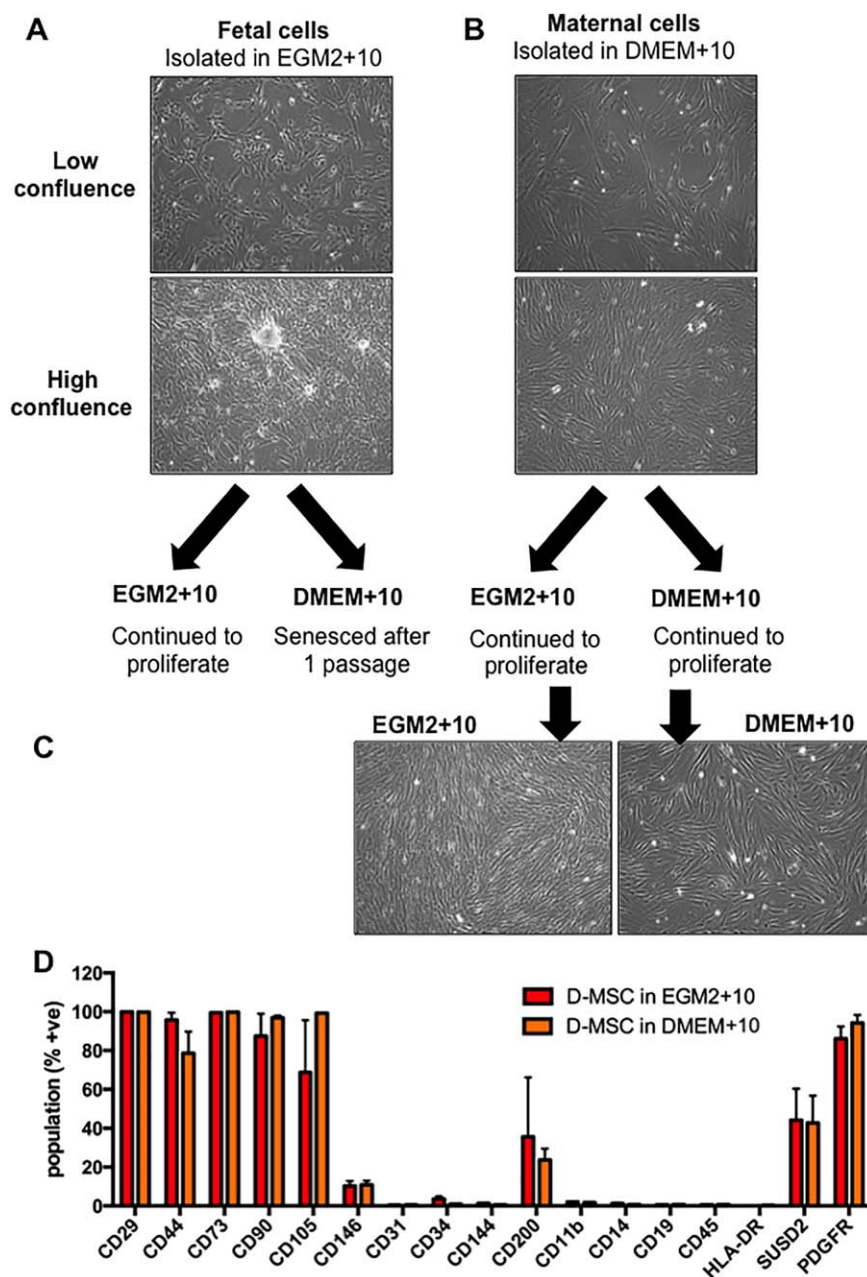 A
Fetal cells
Isolated in EGM2+10
B
Maternal cells
Isolated in DMEM+10
Low
confluence
High
confluence
EGM2+10
Continued to
proliferate
DMEM+10
Senesced after
1 passage
EGM2+10
Continued to
proliferate
DMEM+10
Continued to
proliferate
C
EGM2+10
DMEM+10
D
population (% +ve)
120
100
80
60
40
20
0
D-MSC in EGM2+10
D-MSC in DMEM+10
CD29
CD44
CD73
CD90
CD105
CD146
CD31
CD34
CD144
CD200
CD11b
CD14
CD19
CD45
HLA-DR
SUSD2
PDGFR